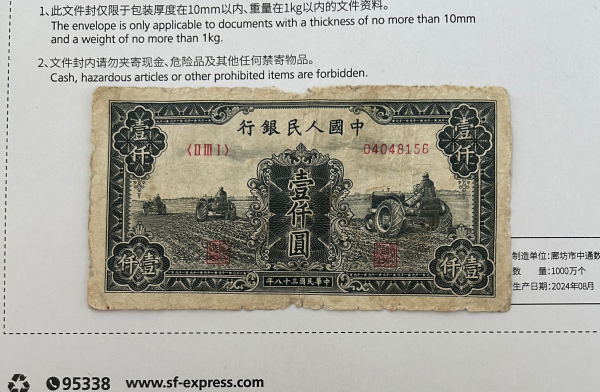 1、此文件封仅限于包装厚度在10mm以内、重量在1kg以内的文件资料。
The envelope is only applicable to documents with a thickness of no more than 10mm
and a weight of no more than 1kg.
2、文件封内请勿夹寄现金、危险品及其他任何禁寄物品。
Cash, hazardous articles or other prohibited items are forbidden.
行銀民人國中
壹仟
壹仟
〈II III I〉
04048156
壹仟圓
仟壹
仟壹
年八十三國民華中
制造单位:廊坊市中通数
数 量:1000万个
生产日期:2024年08月
95338 www.sf-express.com